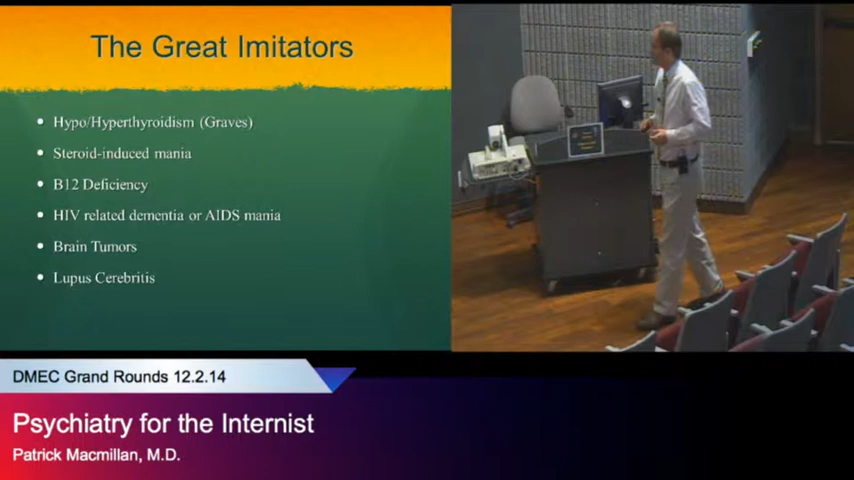 The Great Imitators
Hypo/Hyperthyroidism (Graves)
Steroid-induced mania
B12 Deficiency
HIV related dementia or AIDS mania
Brain Tumors
Lupus Cerebritis
DMEC Grand Rounds 12.2.14
Psychiatry for the Internist
Patrick Macmillan, M.D.